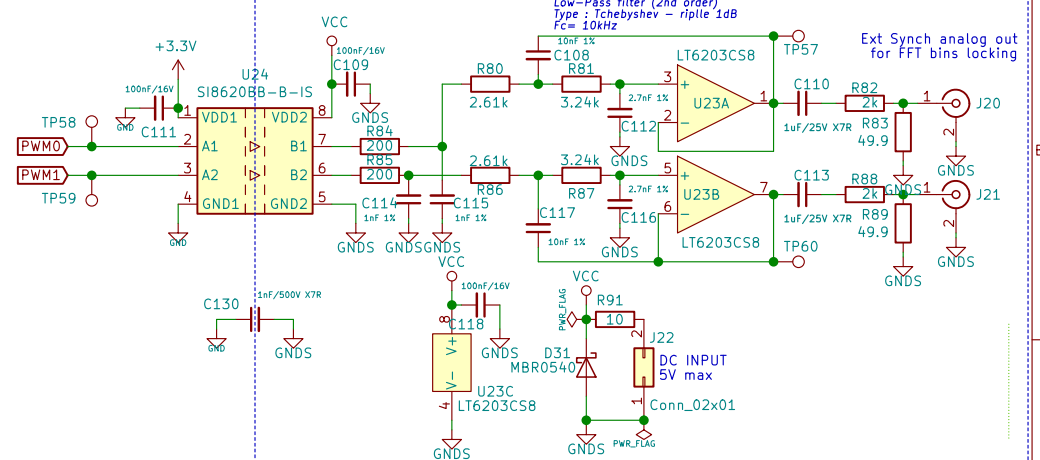 Low-Pass filter (2nd order)
Type : Tchebyshev – riplle 1dB
Fc= 10kHz
Ext Synch analog out
for FFT bins locking
+3.3V
VCC
100nF/16V
C109
GNDS
U24
SI8620BB-B-IS
100nF/16V
C111
GND
TP58
PWM0
PWM1
TP59
1
2
3
4
VDD1
A1
A2
GND1
VDD2
B1
B2
GND2
8
7
6
5
GND
GNDS
R84
200
R85
200
C114
1nF 1%
GNDS
C115
1nF 1%
GNDS
R80
2.61k
10nF 1%
C108
R81
3.24k
2.7nF 1%
C112
GNDS
LT6203CS8
3
+
2
–
U23A
1
TP57
C110
1uF/25V X7R
R82
2k
R83
49.9
GNDS
1
J20
2
GNDS
2.61k
R86
C117
10nF 1%
3.24k
R87
2.7nF 1%
C116
GNDS
5
+
6
–
U23B
7
LT6203CS8
TP60
C113
1uF/25V X7R
R88
2k
R89
49.9
GNDS
1
J21
2
GNDS
C130
1nF/500V X7R
GND
GNDS
VCC
100nF/16V
C118
GNDS
8
V+
V-
4
U23C
LT6203CS8
GNDS
VCC
PWR_FLAG
R91
10
D31
MBR0540
J22
2
1
DC INPUT
5V max
Conn_02x01
GNDS
PWR_FLAG